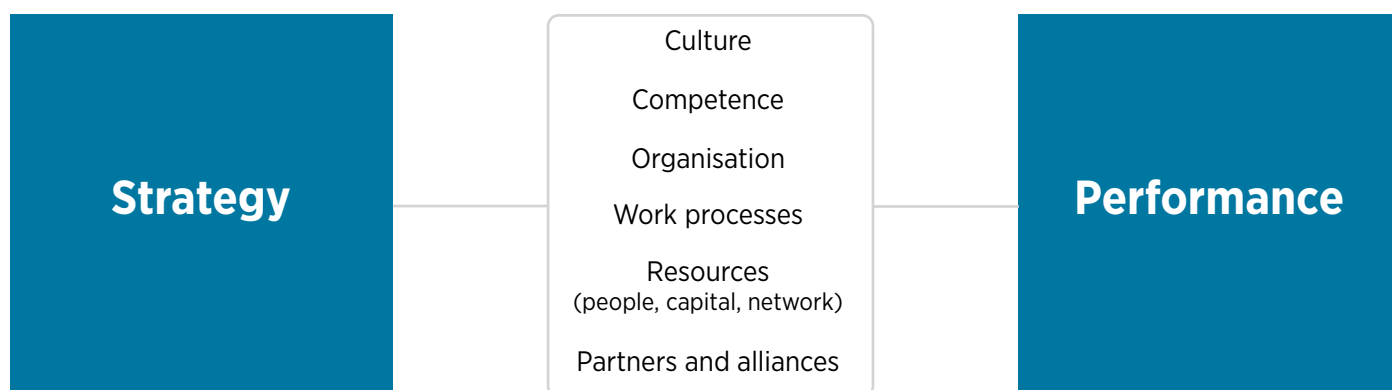 Strategy
Culture
Competence
Organisation
Work processes
Resources
(people, capital, network)
Partners and alliances
Performance